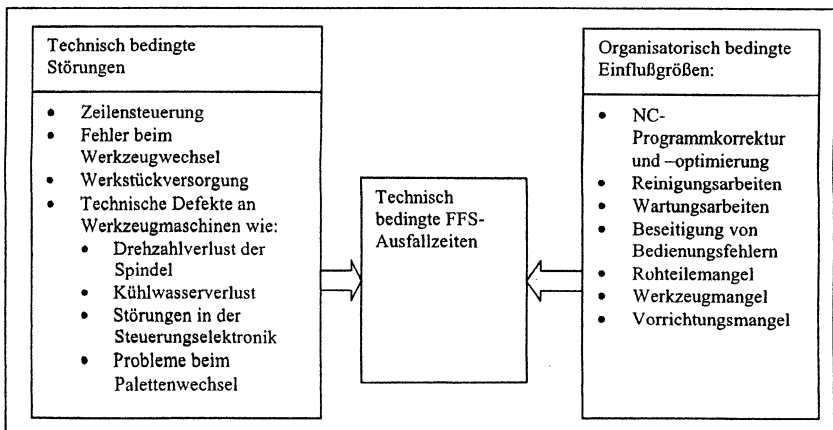 Technisch bedingte
Störungen
• Zeilensteuerung
• Fehler beim
Werkzeugwechsel
• Werkstückversorgung
• Technische Defekte an
Werkzeugmaschinen wie:
• Drehzahlverlust der
Spindel
• Kühlwasserverlust
• Störungen in der
Steuerungselektronik
• Probleme beim
Palettenwechsel
Technisch
bedingte FFS-
Ausfallzeiten
Organisatorisch bedingte
Einflußgrößen:
• NC-
Programmkorrektur
und –optimierung
• Reinigungsarbeiten
• Wartungsarbeiten
• Beseitigung von
Bedienungsfehlern
• Rohteilemangel
• Werkzeugmangel
• Vorrichtungsmangel